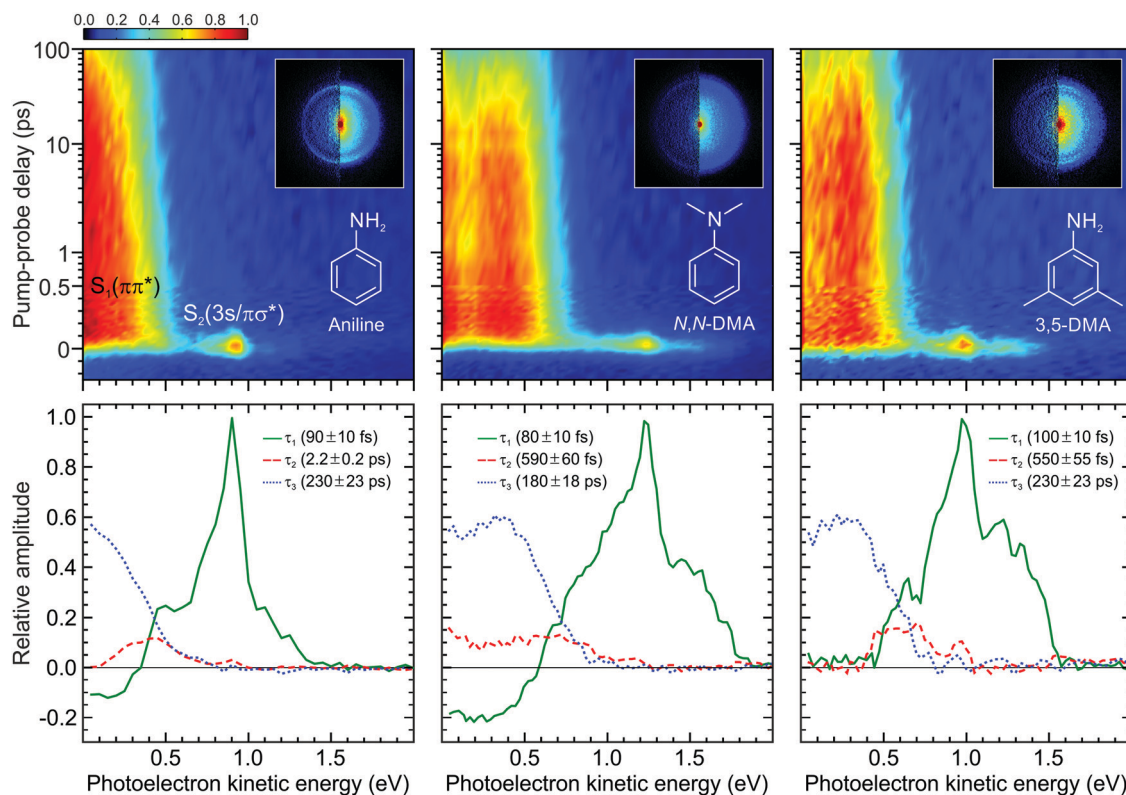 0.0 0.2 0.4 0.6 0.8 1.0
Pump-probe delay (ps)
100
10
1
0.5
0
S₁(ππ*)
S₂(3s/πσ*)
NH₂
Aniline
N
N,N-DMA
NH₂
3,5-DMA
Relative amplitude
1.0
0.8
0.6
0.4
0.2
0.0
-0.2
τ₁ (90±10 fs)
τ₂ (2.2±0.2 ps)
τ₃ (230±23 ps)
τ₁ (80±10 fs)
τ₂ (590±60 fs)
τ₃ (180±18 ps)
τ₁ (100±10 fs)
τ₂ (550±55 fs)
τ₃ (230±23 ps)
0.5 1.0 1.5
0.5 1.0 1.5
0.5 1.0 1.5
Photoelectron kinetic energy (eV)
Photoelectron kinetic energy (eV)
Photoelectron kinetic energy (eV)